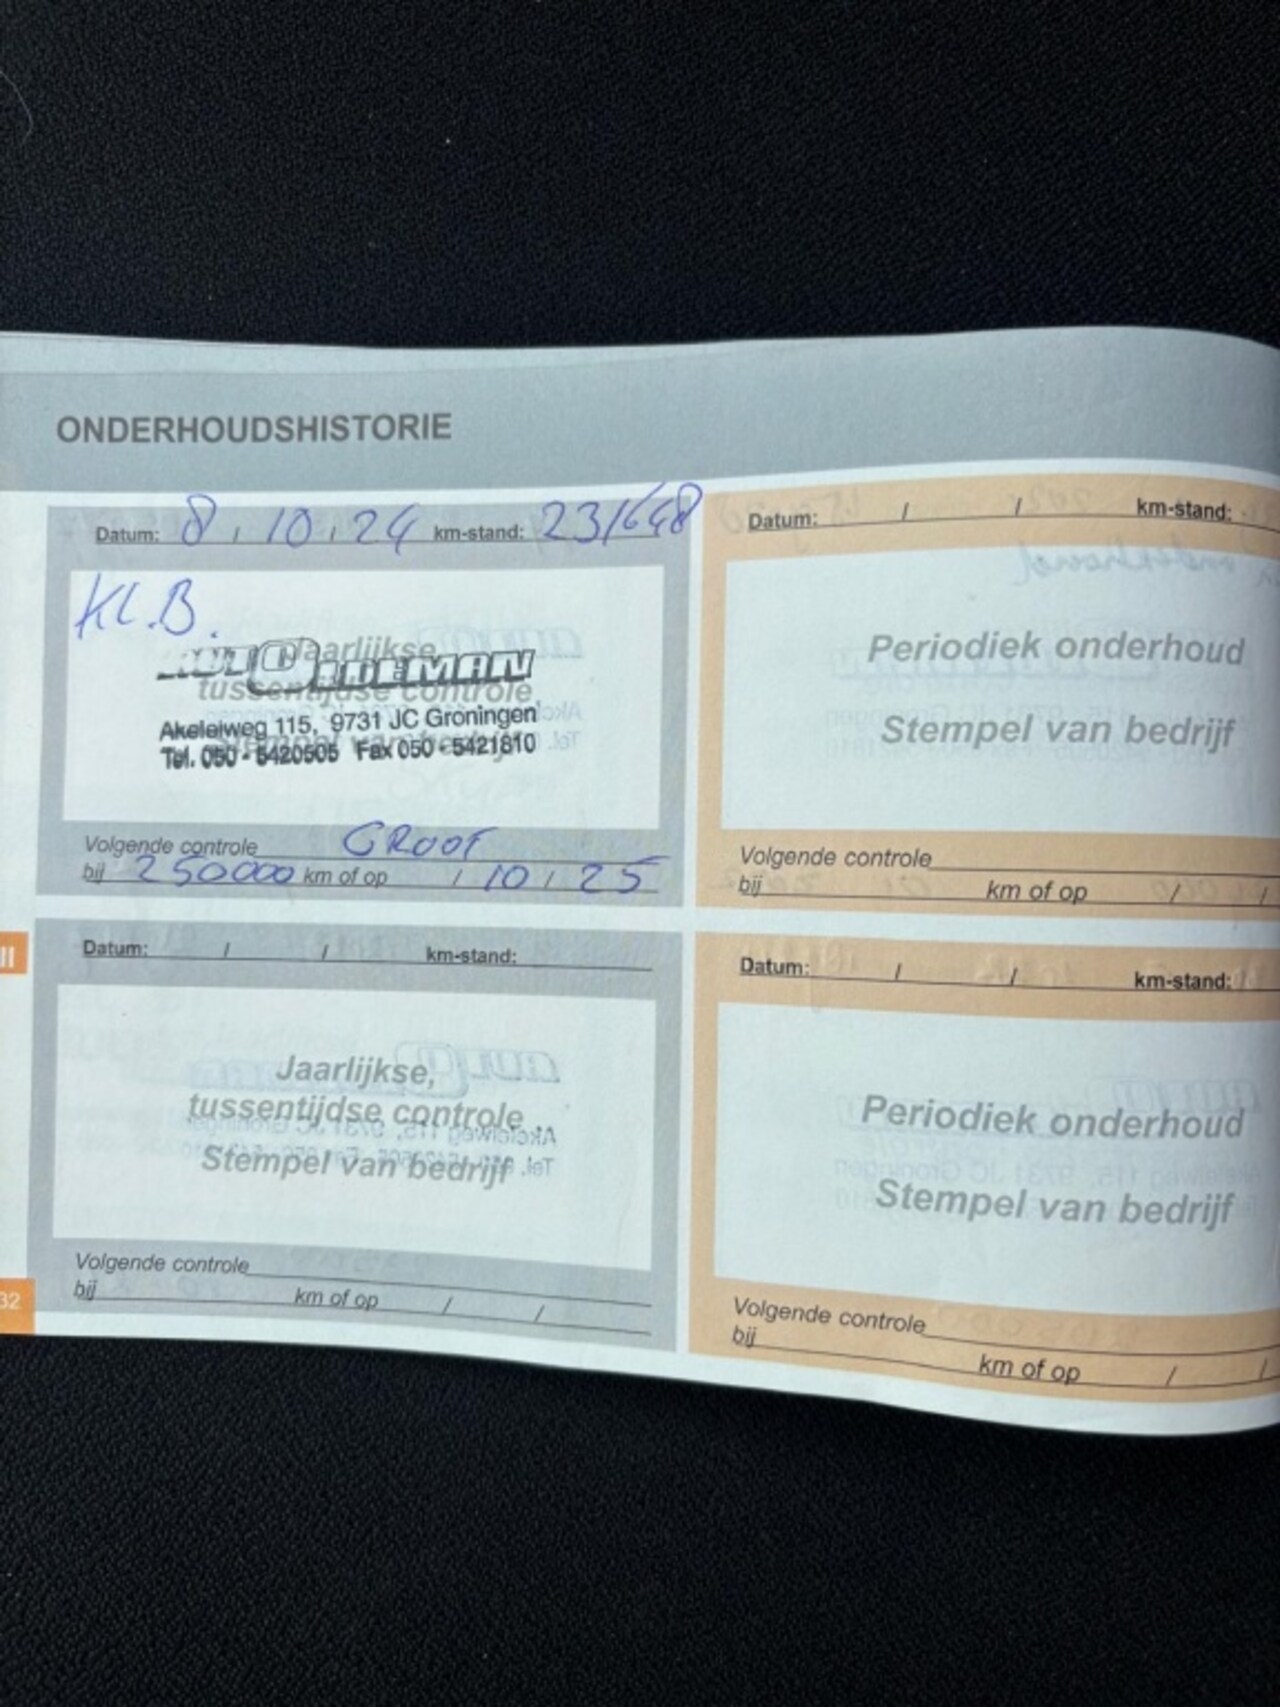 ONDERHOUDSHISTORIE
Datum: 8 / 10 / 24 km-stand: 231648
KL.B.
Jaarlijkse,
tussentijdse controle
Akeleiweg 115, 9731 JC Groningen
Tel. 050 - 5420505 Fax 050 - 5421810
Volgende controle GROOT
bij 250000 km of op / 10 / 25
Datum: / / km-stand:
Periodiek onderhoud
Stempel van bedrijf
Volgende controle
bij km of op / /
II
Datum: / / km-stand:
Jaarlijkse,
tussentijdse controle
Stempel van bedrijf
Volgende controle
bij km of op / /
32
Datum: / / km-stand:
Periodiek onderhoud
Stempel van bedrijf
Volgende controle
bij km of op / /